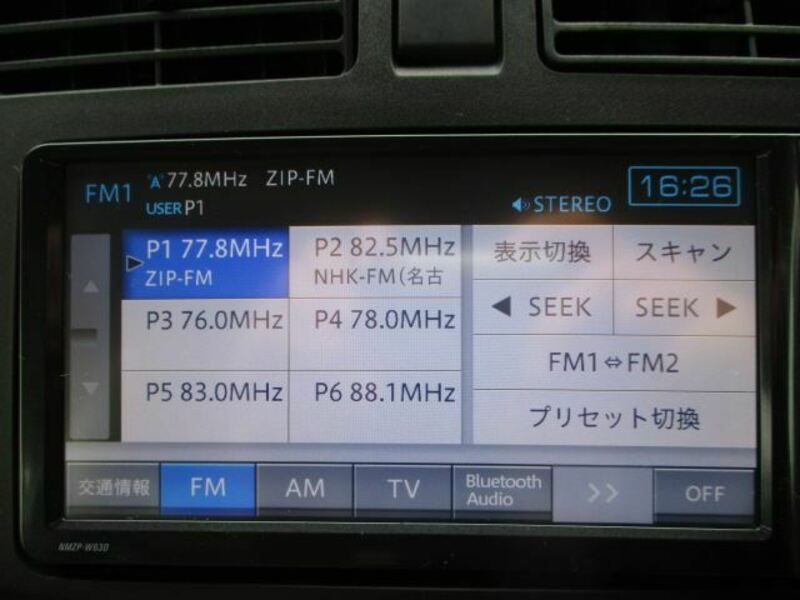 FM1 77.8MHz ZIP-FM
USER P1
STEREO
16:26
P1 77.8MHz
ZIP-FM
P2 82.5MHz
NHK-FM(名古
表示切換
スキャン
P3 76.0MHz
P4 78.0MHz
◀ SEEK
SEEK ▶
FM1⇔FM2
P5 83.0MHz
P6 88.1MHz
プリセット切換
交通情報
FM
AM
TV
Bluetooth
Audio
>>
OFF
NMZP-W63D